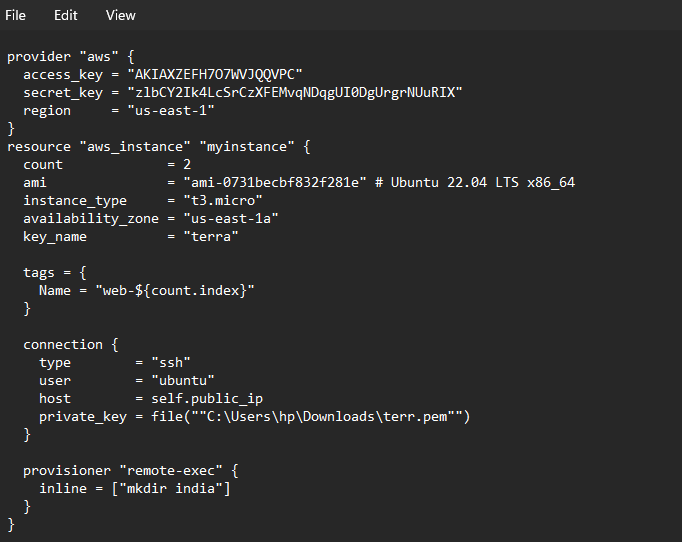 File Edit View
provider "aws" {
access_key = "AKIAXZEFH7O7WVJQQVPC"
secret_key = "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"
region = "us-east-1"
}
resource "aws_instance" "myinstance" {
count = 2
ami = "ami-0731becbf832f281e" # Ubuntu 22.04 LTS x86_64
instance_type = "t3.micro"
availability_zone = "us-east-1a"
key_name = "terra"
tags = {
Name = "web-${count.index}"
}
connection {
type = "ssh"
user = "ubuntu"
host = self.public_ip
private_key = file(""C:\Users\hp\Downloads\terr.pem"")
}
provisioner "remote-exec" {
inline = ["mkdir india"]
}
}